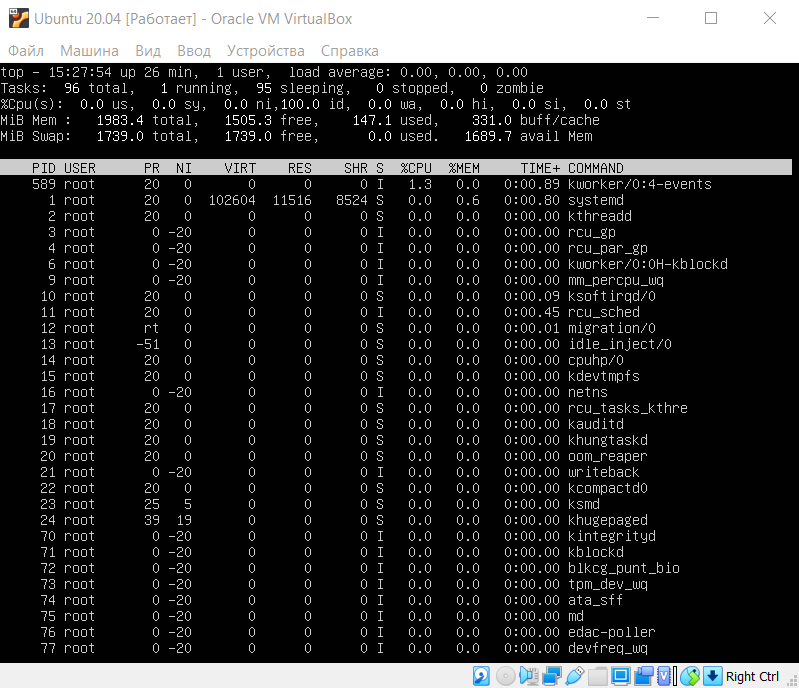 Ubuntu 20.04 [Работает] - Oracle VM VirtualBox
Файл Машина Вид Ввод Устройства Справка
top - 15:27:54 up 26 min,  1 user,  load average: 0.00, 0.00, 0.00
Tasks:  96 total,   1 running,  95 sleeping,   0 stopped,   0 zombie
%Cpu(s):  0.0 us,  0.0 sy,  0.0 ni,100.0 id,  0.0 wa,  0.0 hi,  0.0 si,  0.0 st
MiB Mem :   1983.4 total,   1505.3 free,    147.1 used,    331.0 buff/cache
MiB Swap:   1739.0 total,   1739.0 free,      0.0 used.   1689.7 avail Mem
PID USER PR NI VIRT RES SHR S %CPU %MEM TIME+ COMMAND
589 root 20 0 0 0 0 I 1.3 0.0 0:00.89 kworker/0:4-events
1 root 20 0 102604 11516 8524 S 0.0 0.6 0:00.80 systemd
2 root 20 0 0 0 0 S 0.0 0.0 0:00.00 kthreadd
3 root 0 -20 0 0 0 I 0.0 0.0 0:00.00 rcu_gp
4 root 0 -20 0 0 0 I 0.0 0.0 0:00.00 rcu_par_gp
6 root 0 -20 0 0 0 I 0.0 0.0 0:00.00 kworker/0:0H-kblockd
9 root 0 -20 0 0 0 I 0.0 0.0 0:00.00 mm_percpu_wq
10 root 20 0 0 0 0 S 0.0 0.0 0:00.09 ksoftirqd/0
11 root 20 0 0 0 0 I 0.0 0.0 0:00.45 rcu_sched
12 root rt 0 0 0 0 S 0.0 0.0 0:00.01 migration/0
13 root -51 0 0 0 0 S 0.0 0.0 0:00.00 idle_inject/0
14 root 20 0 0 0 0 S 0.0 0.0 0:00.00 cpuhp/0
15 root 20 0 0 0 0 S 0.0 0.0 0:00.00 kdevtmpfs
16 root 0 -20 0 0 0 I 0.0 0.0 0:00.00 netns
17 root 20 0 0 0 0 S 0.0 0.0 0:00.00 rcu_tasks_kthre
18 root 20 0 0 0 0 S 0.0 0.0 0:00.00 kauditd
19 root 20 0 0 0 0 S 0.0 0.0 0:00.00 khungtaskd
20 root 20 0 0 0 0 S 0.0 0.0 0:00.00 oom_reaper
21 root 0 -20 0 0 0 I 0.0 0.0 0:00.00 writeback
22 root 20 0 0 0 0 S 0.0 0.0 0:00.00 kcompactd0
23 root 25 5 0 0 0 S 0.0 0.0 0:00.00 ksmd
24 root 39 19 0 0 0 S 0.0 0.0 0:00.00 khugepaged
70 root 0 -20 0 0 0 I 0.0 0.0 0:00.00 kintegrityd
71 root 0 -20 0 0 0 I 0.0 0.0 0:00.00 kblockd
72 root 0 -20 0 0 0 I 0.0 0.0 0:00.00 blkcg_punt_bio
73 root 0 -20 0 0 0 I 0.0 0.0 0:00.00 tpm_dev_wq
74 root 0 -20 0 0 0 I 0.0 0.0 0:00.00 ata_sff
75 root 0 -20 0 0 0 I 0.0 0.0 0:00.00 md
76 root 0 -20 0 0 0 I 0.0 0.0 0:00.00 edac-poller
77 root 0 -20 0 0 0 I 0.0 0.0 0:00.00 devfreq_wq
Right Ctrl